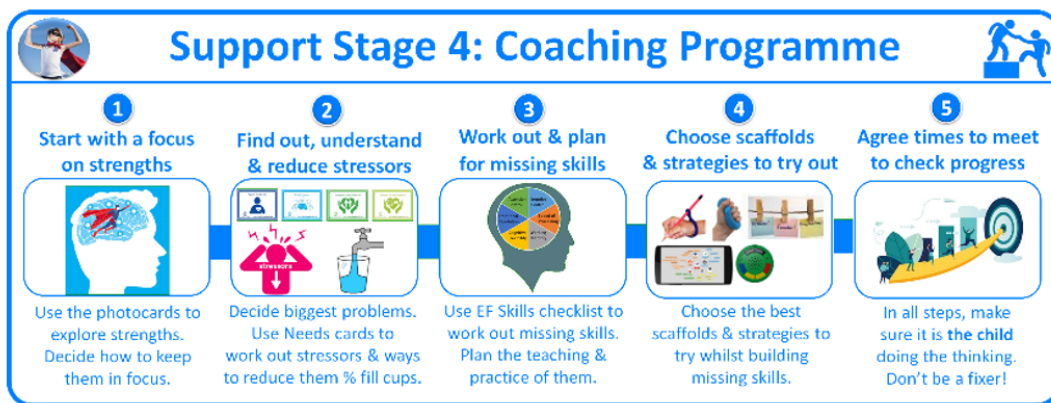 Support Stage 4: Coaching Programme
1
Start with a focus
on strengths
Use the photocards to
explore strengths.
Decide how to keep
them in focus.
2
Find out, understand
& reduce stressors
stressors
Decide biggest problems.
Use Needs cards to
work out stressors & ways
to reduce them % fill cups.
3
Work out & plan
for missing skills
Use EF Skills checklist to
work out missing skills.
Plan the teaching &
practice of them.
4
Choose scaffolds
& strategies to try out
Choose the best
scaffolds & strategies to
try whilst building
missing skills.
5
Agree times to meet
to check progress
In all steps, make
sure it is the child
doing the thinking.
Don't be a fixer!